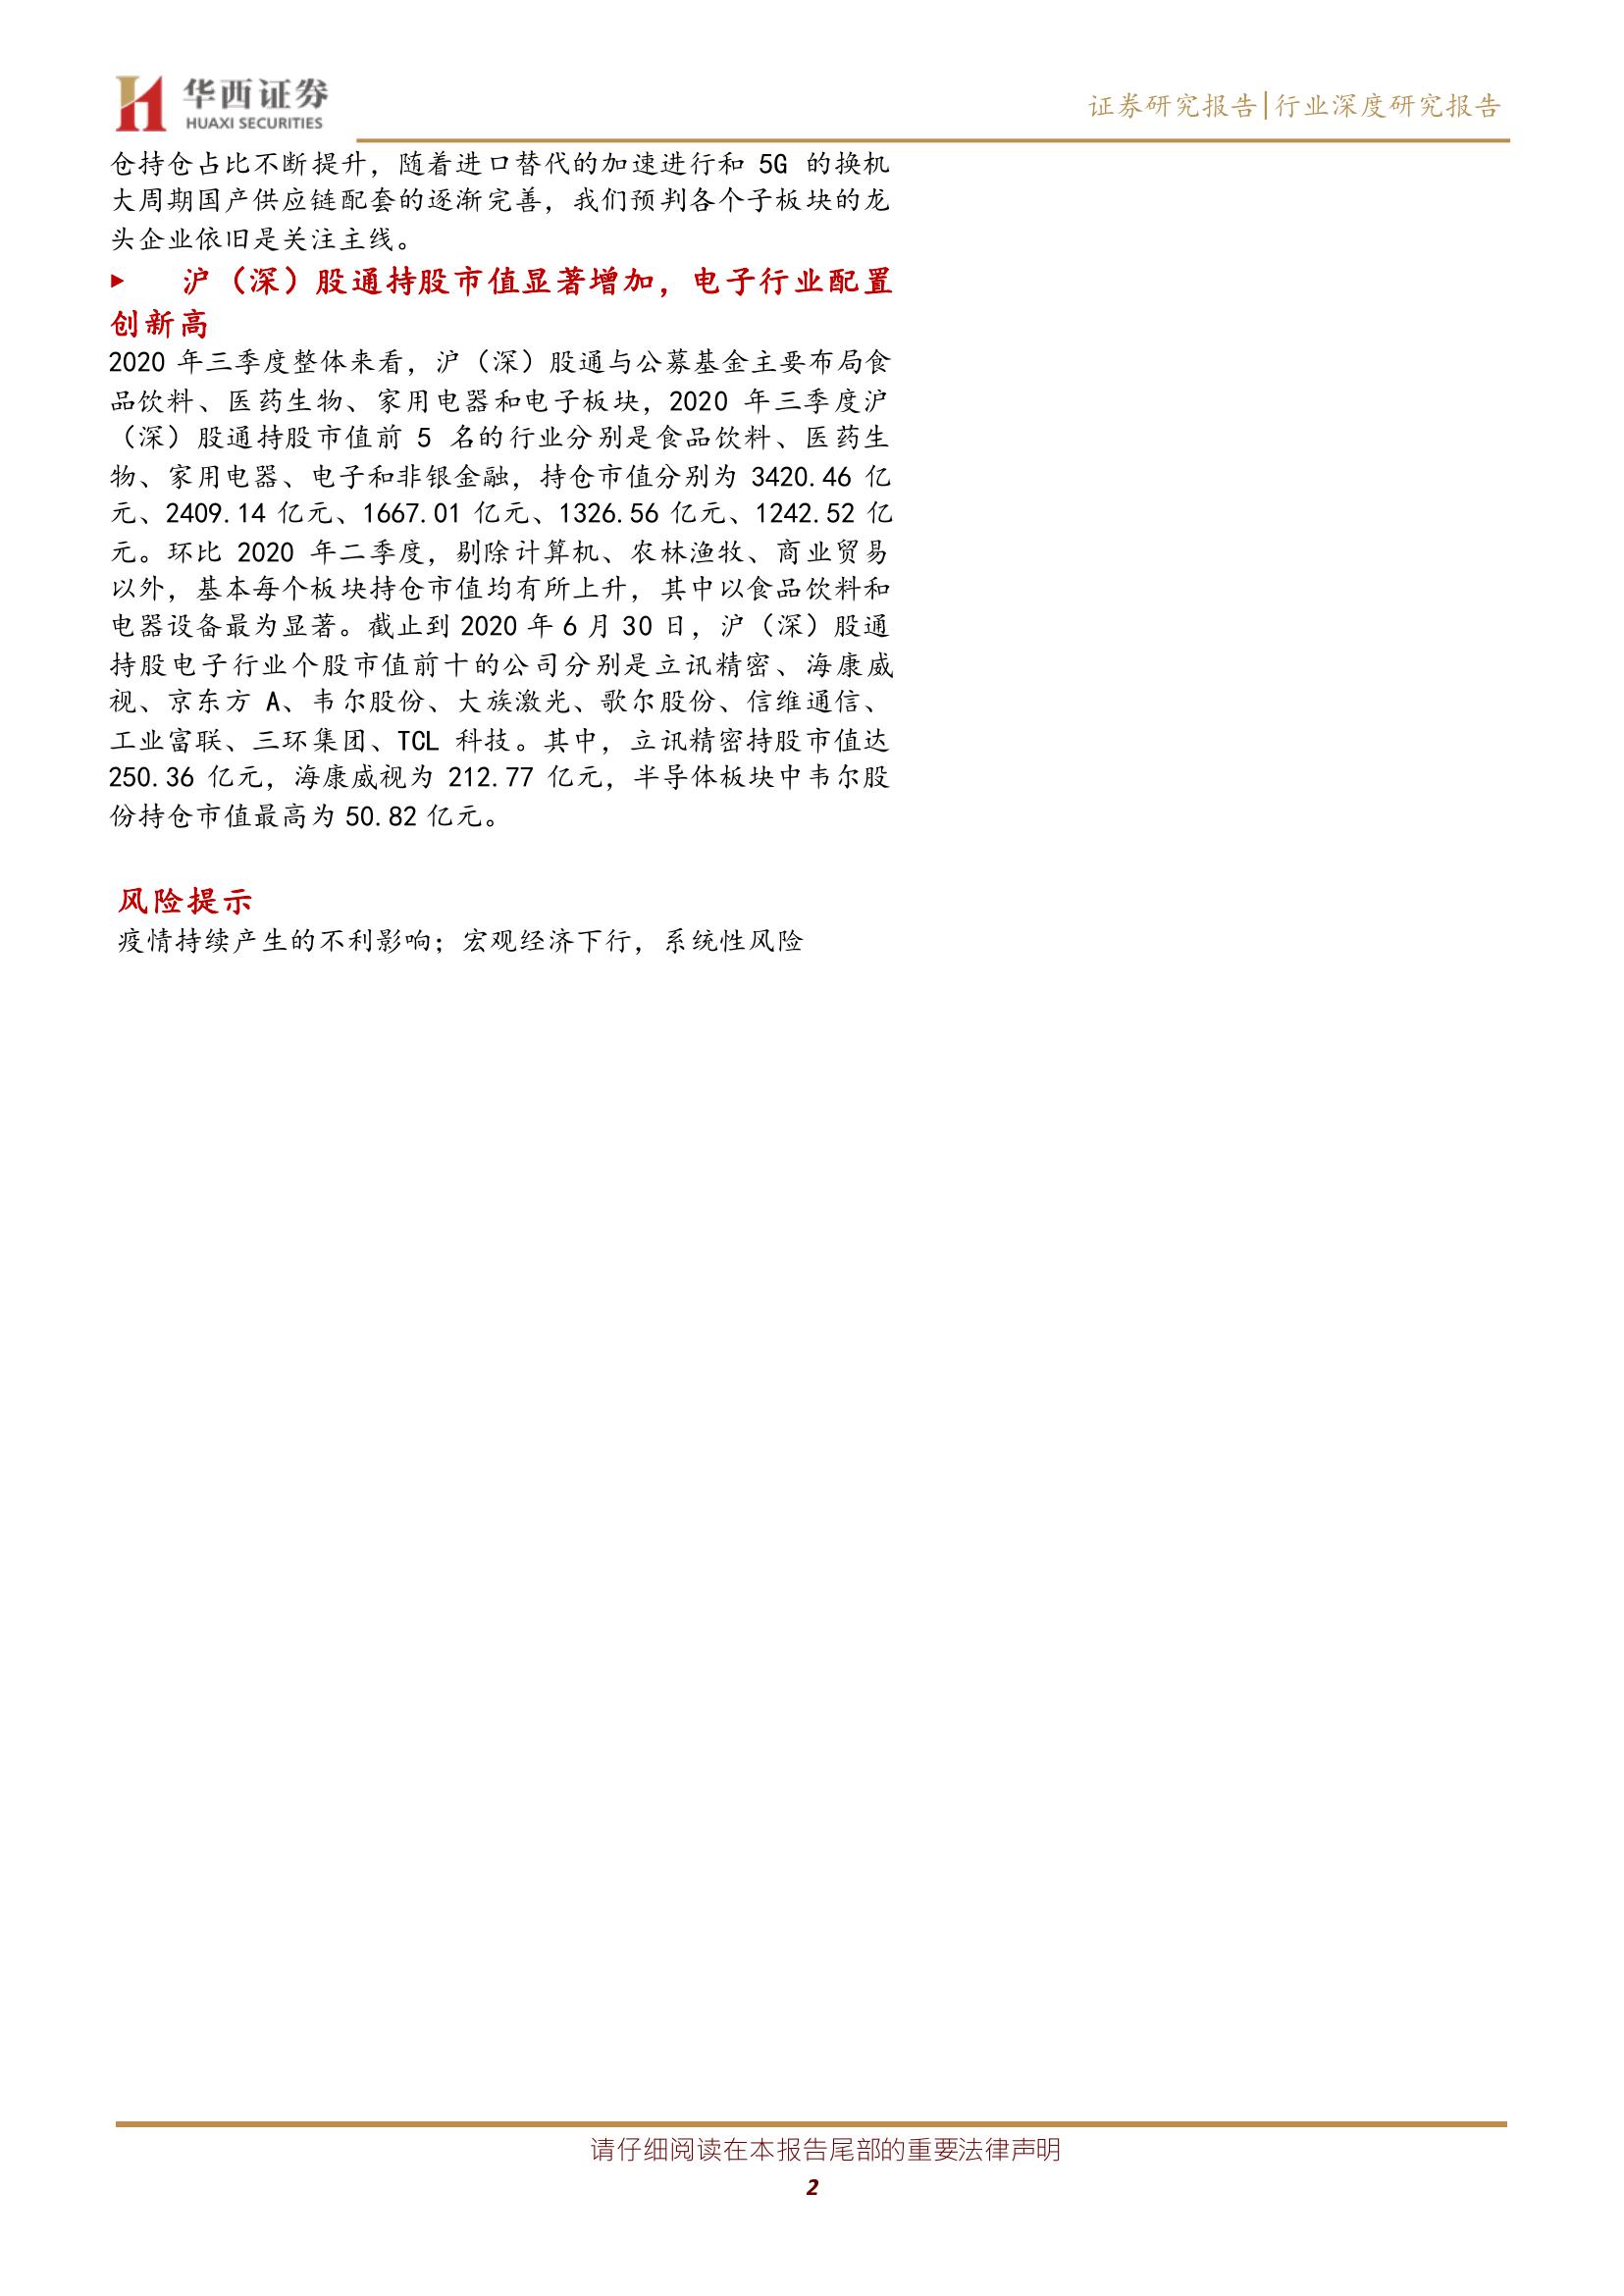 华西证券
HUAXI SECURITIES
证券研究报告|行业深度研究报告
仓持仓占比不断提升，随着进口替代的加速进行和 5G 的换机
大周期国产供应链配套的逐渐完善，我们预判各个子板块的龙
头企业依旧是关注主线。
▶ 沪（深）股通持股市值显著增加，电子行业配置
创新高
2020 年三季度整体来看，沪（深）股通与公募基金主要布局食
品饮料、医药生物、家用电器和电子板块，2020 年三季度沪
（深）股通持股市值前 5 名的行业分别是食品饮料、医药生
物、家用电器、电子和非银金融，持仓市值分别为 3420.46 亿
元、2409.14 亿元、1667.01 亿元、1326.56 亿元、1242.52 亿
元。环比 2020 年二季度，剔除计算机、农林渔牧、商业贸易
以外，基本每个板块持仓市值均有所上升，其中以食品饮料和
电器设备最为显著。截止到 2020 年 6 月 30 日，沪（深）股通
持股电子行业个股市值前十的公司分别是立讯精密、海康威
视、京东方 A、韦尔股份、大族激光、歌尔股份、信维通信、
工业富联、三环集团、TCL 科技。其中，立讯精密持股市值达
250.36 亿元，海康威视为 212.77 亿元，半导体板块中韦尔股
份持仓市值最高为 50.82 亿元。
风险提示
疫情持续产生的不利影响；宏观经济下行，系统性风险
请仔细阅读在本报告尾部的重要法律声明
2